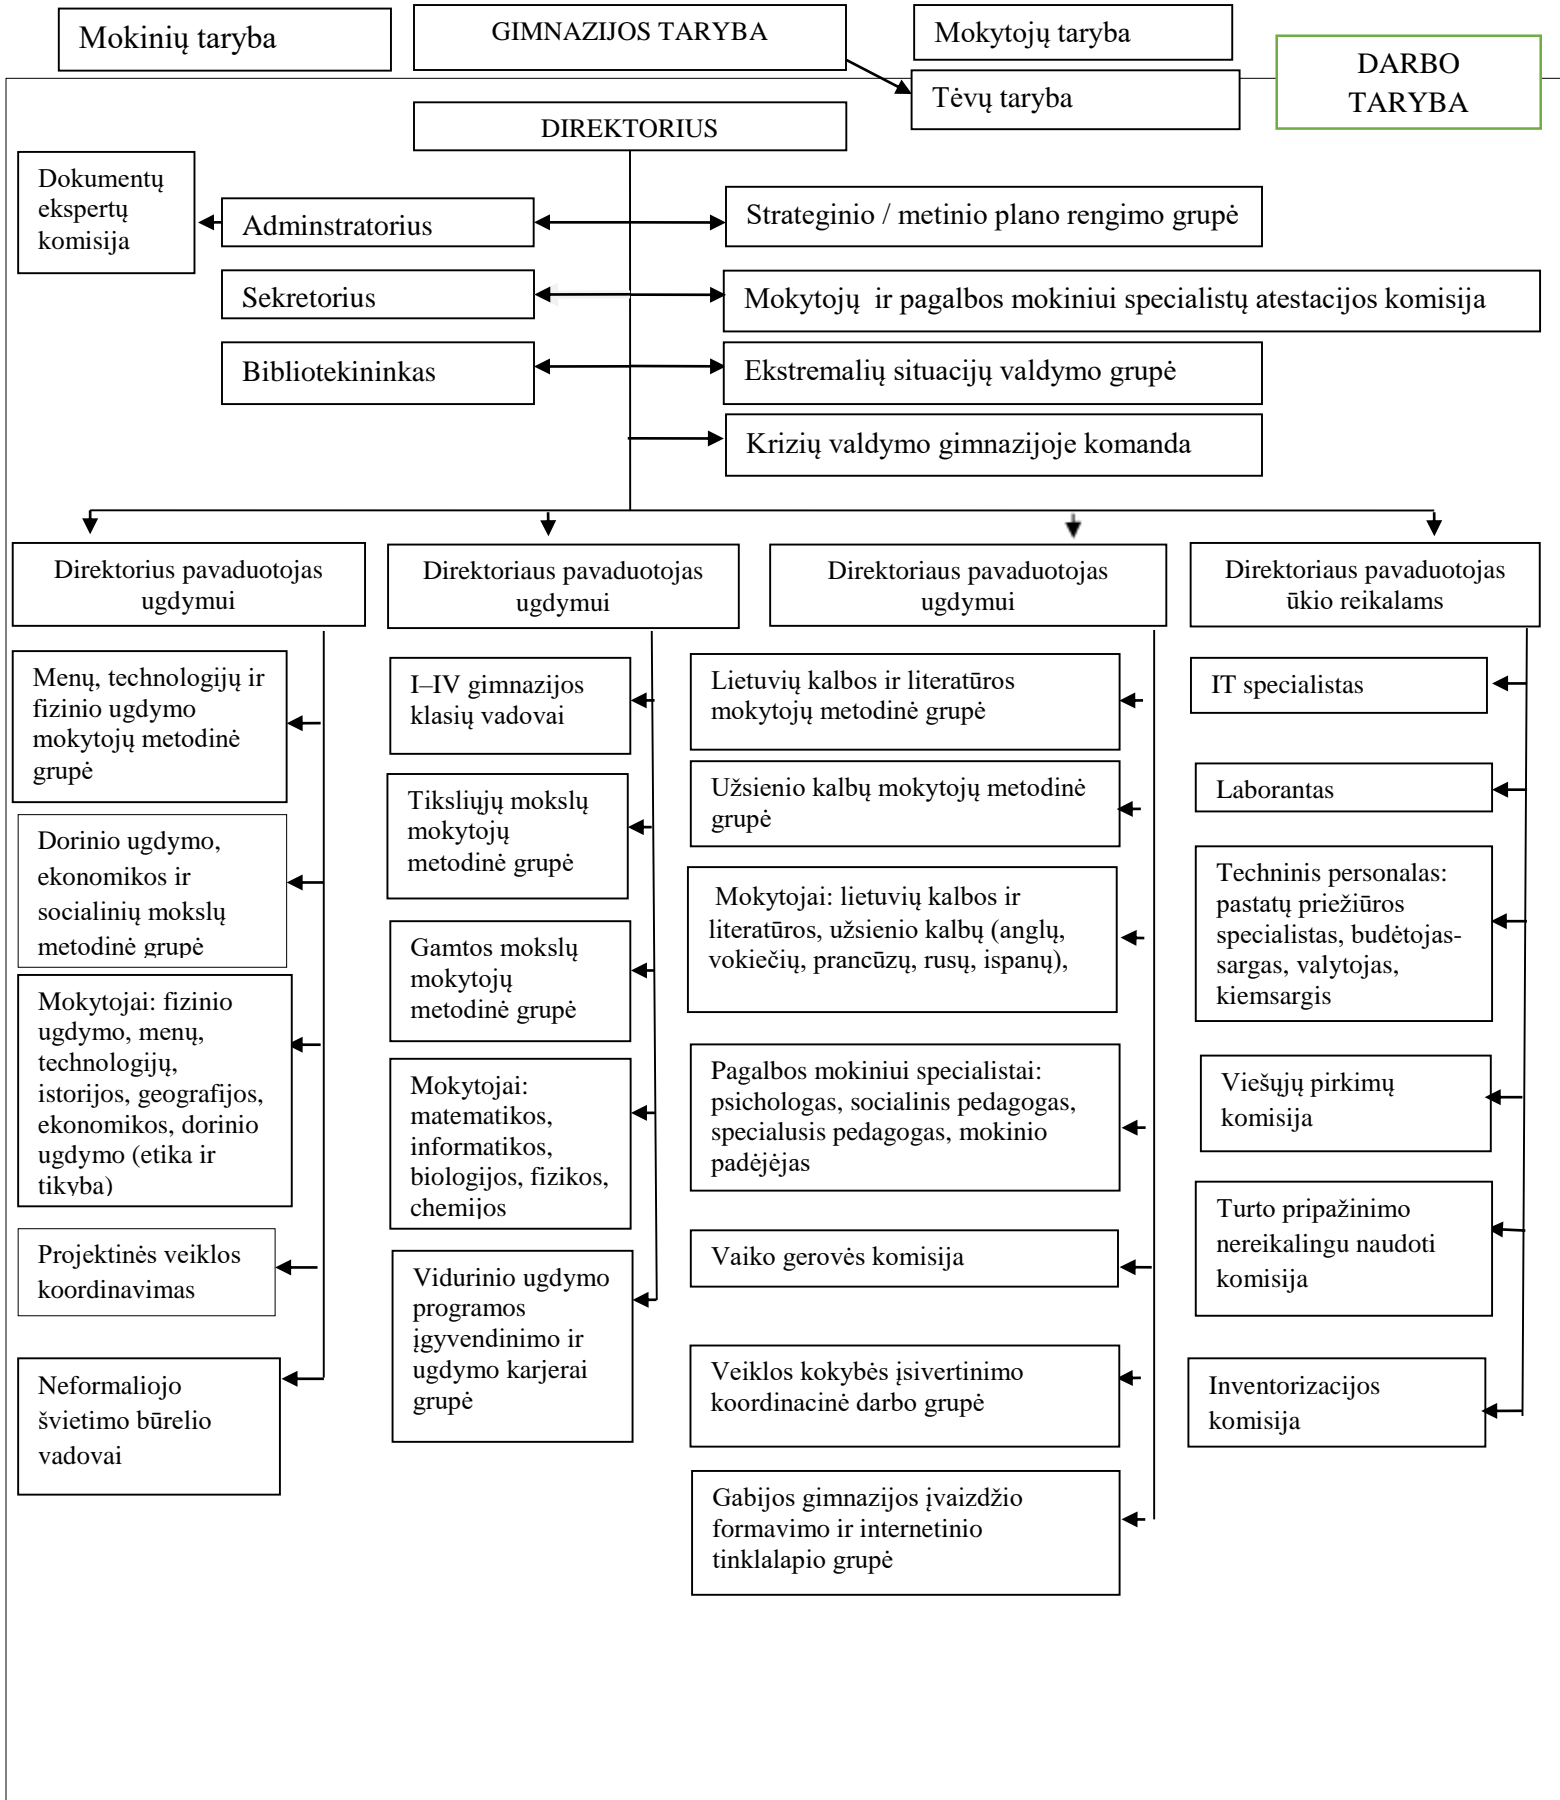 Mokinių taryba
GIMNAZIJOS TARYBA
Mokytojų taryba
DARBO
TARYBA
Tėvų taryba
DIREKTORIUS
Dokumentų
ekspertų
komisija
Adminstratorius
Strateginio / metinio plano rengimo grupė
Sekretorius
Mokytojų ir pagalbos mokiniui specialistų atestacijos komisija
Bibliotekininkas
Ekstremalių situacijų valdymo grupė
Krizių valdymo gimnazijoje komanda
Direktorius pavaduotojas
ugdymui
Direktoriaus pavaduotojas
ugdymui
Direktoriaus pavaduotojas
ugdymui
Direktoriaus pavaduotojas
ūkio reikalams
Menų, technologijų ir
fizinio ugdymo
mokytojų metodinė
grupė
Dorinio ugdymo,
ekonomikos ir
socialinių mokslų
metodinė grupė
Mokytojai: fizinio
ugdymo, menų,
technologijų,
istorijos, geografijos,
ekonomikos, dorinio
ugdymo (etika ir
tikyba)
Projektinės veiklos
koordinavimas
Neformaliojo
švietimo būrelio
vadovai
I–IV gimnazijos
klasių vadovai
Tiksliųjų mokslų
mokytojų
metodinė grupė
Gamtos mokslų
mokytojų
metodinė grupė
Mokytojai:
matematikos,
informatikos,
biologijos, fizikos,
chemijos
Vidurinio ugdymo
programos
įgyvendinimo ir
ugdymo karjerai
grupė
Lietuvių kalbos ir literatūros
mokytojų metodinė grupė
Užsienio kalbų mokytojų metodinė
grupė
Mokytojai: lietuvių kalbos ir
literatūros, užsienio kalbų (anglų,
vokiečių, prancūzų, rusų, ispanų),
Pagalbos mokiniui specialistai:
psichologas, socialinis pedagogas,
specialusis pedagogas, mokinio
padėjėjas
Vaiko gerovės komisija
Veiklos kokybės įsivertinimo
koordinacinė darbo grupė
Gabijos gimnazijos įvaizdžio
formavimo ir internetinio
tinklalapio grupė
IT specialistas
Laborantas
Techninis personalas:
pastatų priežiūros
specialistas, budėtojas-
sargas, valytojas,
kiemsargis
Viešųjų pirkimų
komisija
Turto pripažinimo
nereikalingu naudoti
komisija
Inventorizacijos
komisija